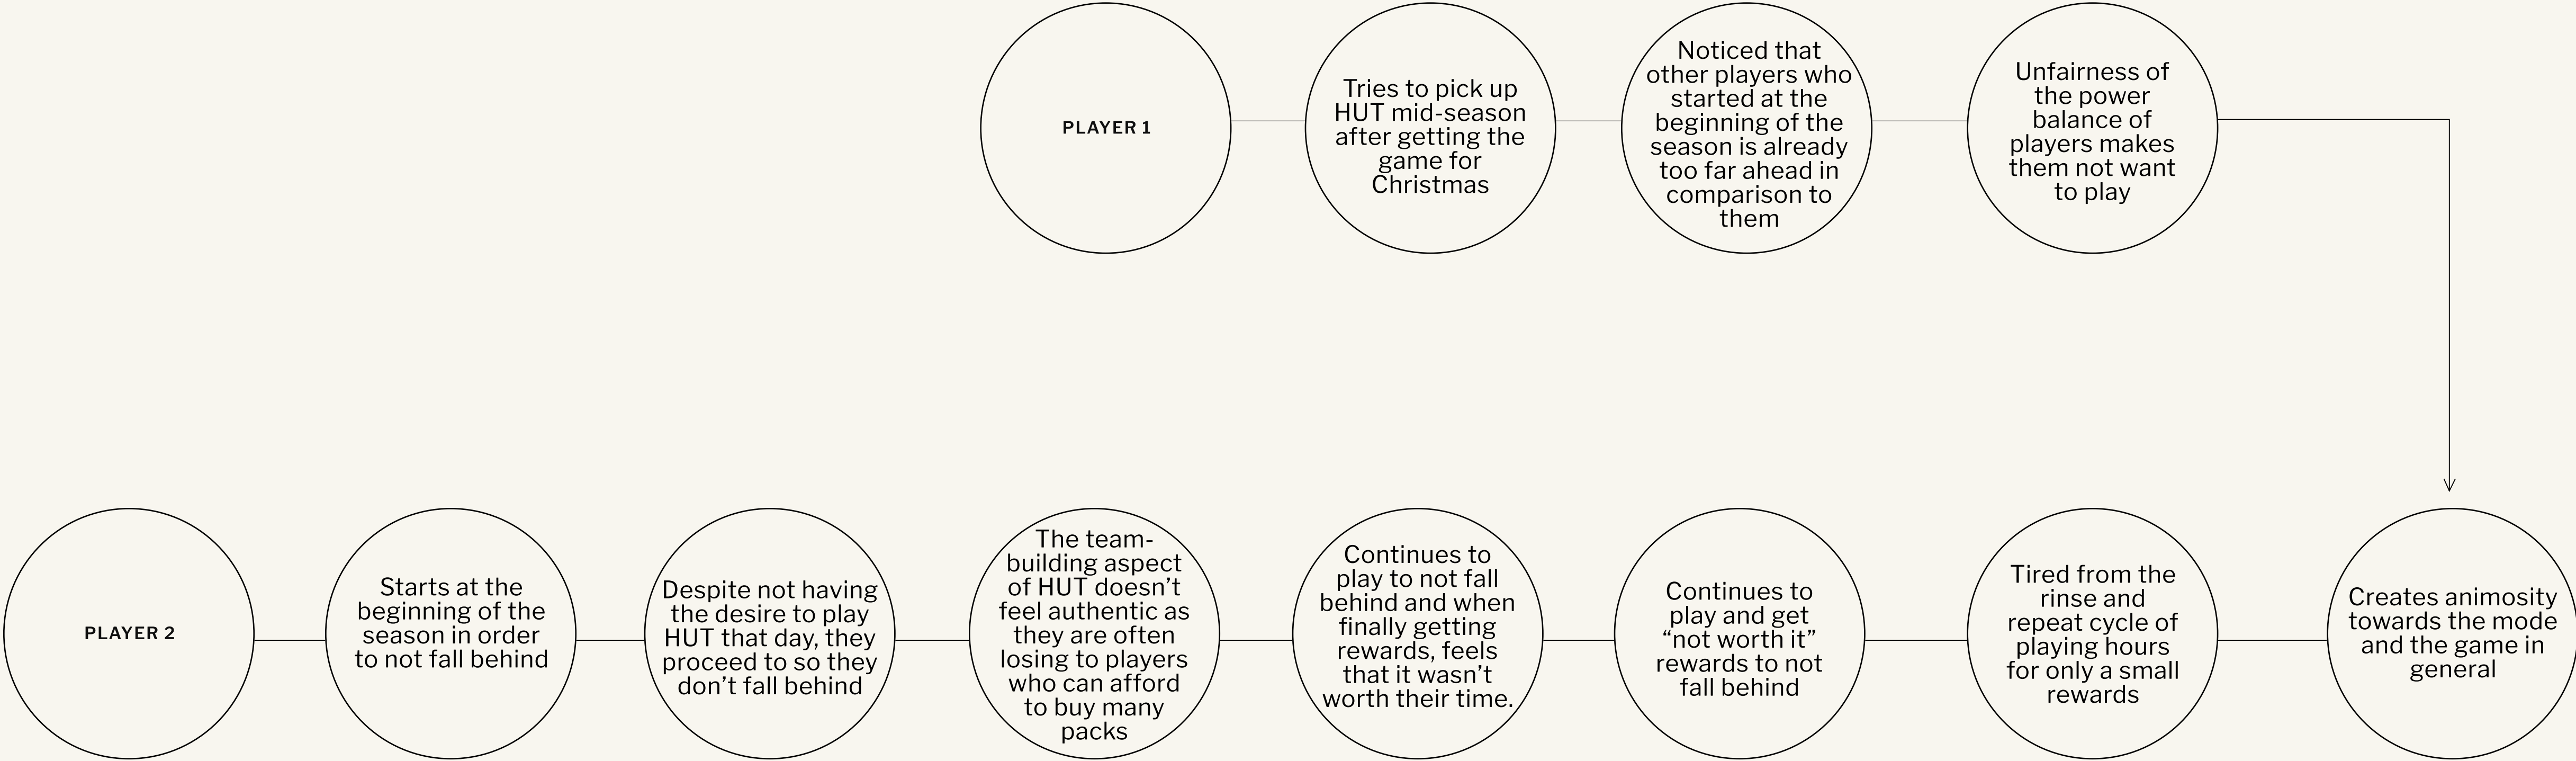 PLAYER 1
Tries to pick up
HUT mid-season
after getting the
game for
Christmas
Noticed that
other players who
started at the
beginning of the
season is already
too far ahead in
comparison to
them
Unfairness of
the power
balance of
players makes
them not want
to play
PLAYER 2
Starts at the
beginning of the
season in order
to not fall behind
Despite not having
the desire to play
HUT that day, they
proceed to so they
don’t fall behind
The team-
building aspect
of HUT doesn’t
feel authentic as
they are often
losing to players
who can afford
to buy many
packs
Continues to
play to not fall
behind and when
finally getting
rewards, feels
that it wasn’t
worth their time.
Continues to
play and get
“not worth it”
rewards to not
fall behind
Tired from the
rinse and
repeat cycle of
playing hours
for only a small
rewards
Creates animosity
towards the mode
and the game in
general